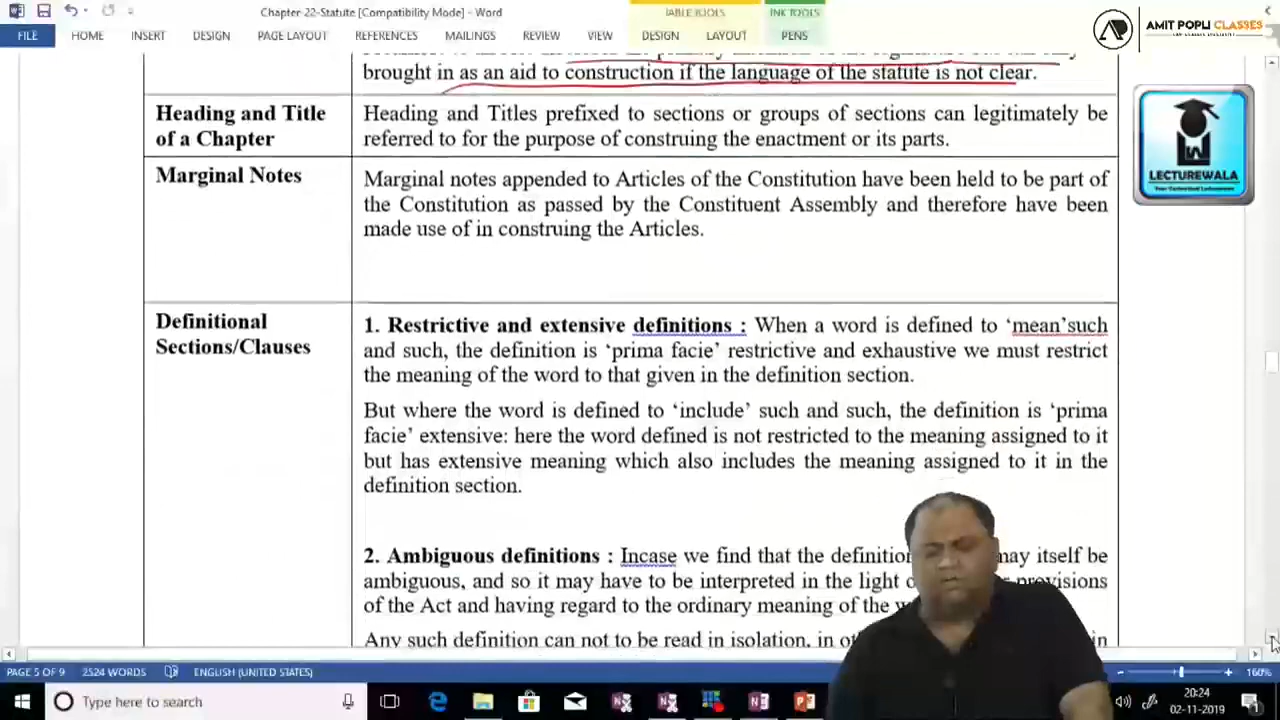 Chapter-22-Statute [Compatibility Mode] - Word
TABLE TOOLS
INK TOOLS
FILE HOME INSERT DESIGN PAGE LAYOUT REFERENCES MAILINGS REVIEW VIEW DESIGN LAYOUT PENS
AMIT POPLI CLASSES
brought in as an aid to construction if the language of the statute is not clear.
Heading and Title of a Chapter
Heading and Titles prefixed to sections or groups of sections can legitimately be
referred to for the purpose of construing the enactment or its parts.
Marginal Notes
Marginal notes appended to Articles of the Constitution have been held to be part of
the Constitution as passed by the Constituent Assembly and therefore have been
made use of in construing the Articles.
LECTUREWALA
Definitional
Sections/Clauses
1. Restrictive and extensive definitions : When a word is defined to ‘mean’such
and such, the definition is ‘prima facie’ restrictive and exhaustive we must restrict
the meaning of the word to that given in the definition section.
But where the word is defined to ‘include’ such and such, the definition is ‘prima
facie’ extensive: here the word defined is not restricted to the meaning assigned to it
but has extensive meaning which also includes the meaning assigned to it in the
definition section.
2. Ambiguous definitions : Incase we find that the definition may itself be
ambiguous, and so it may have to be interpreted in the light provisions
of the Act and having regard to the ordinary meaning of the
Any such definition can not to be read in isolation, in in
PAGE 5 OF 9 2524 WORDS ENGLISH (UNITED STATES) 160%
Type here to search
20:24
02-11-2019